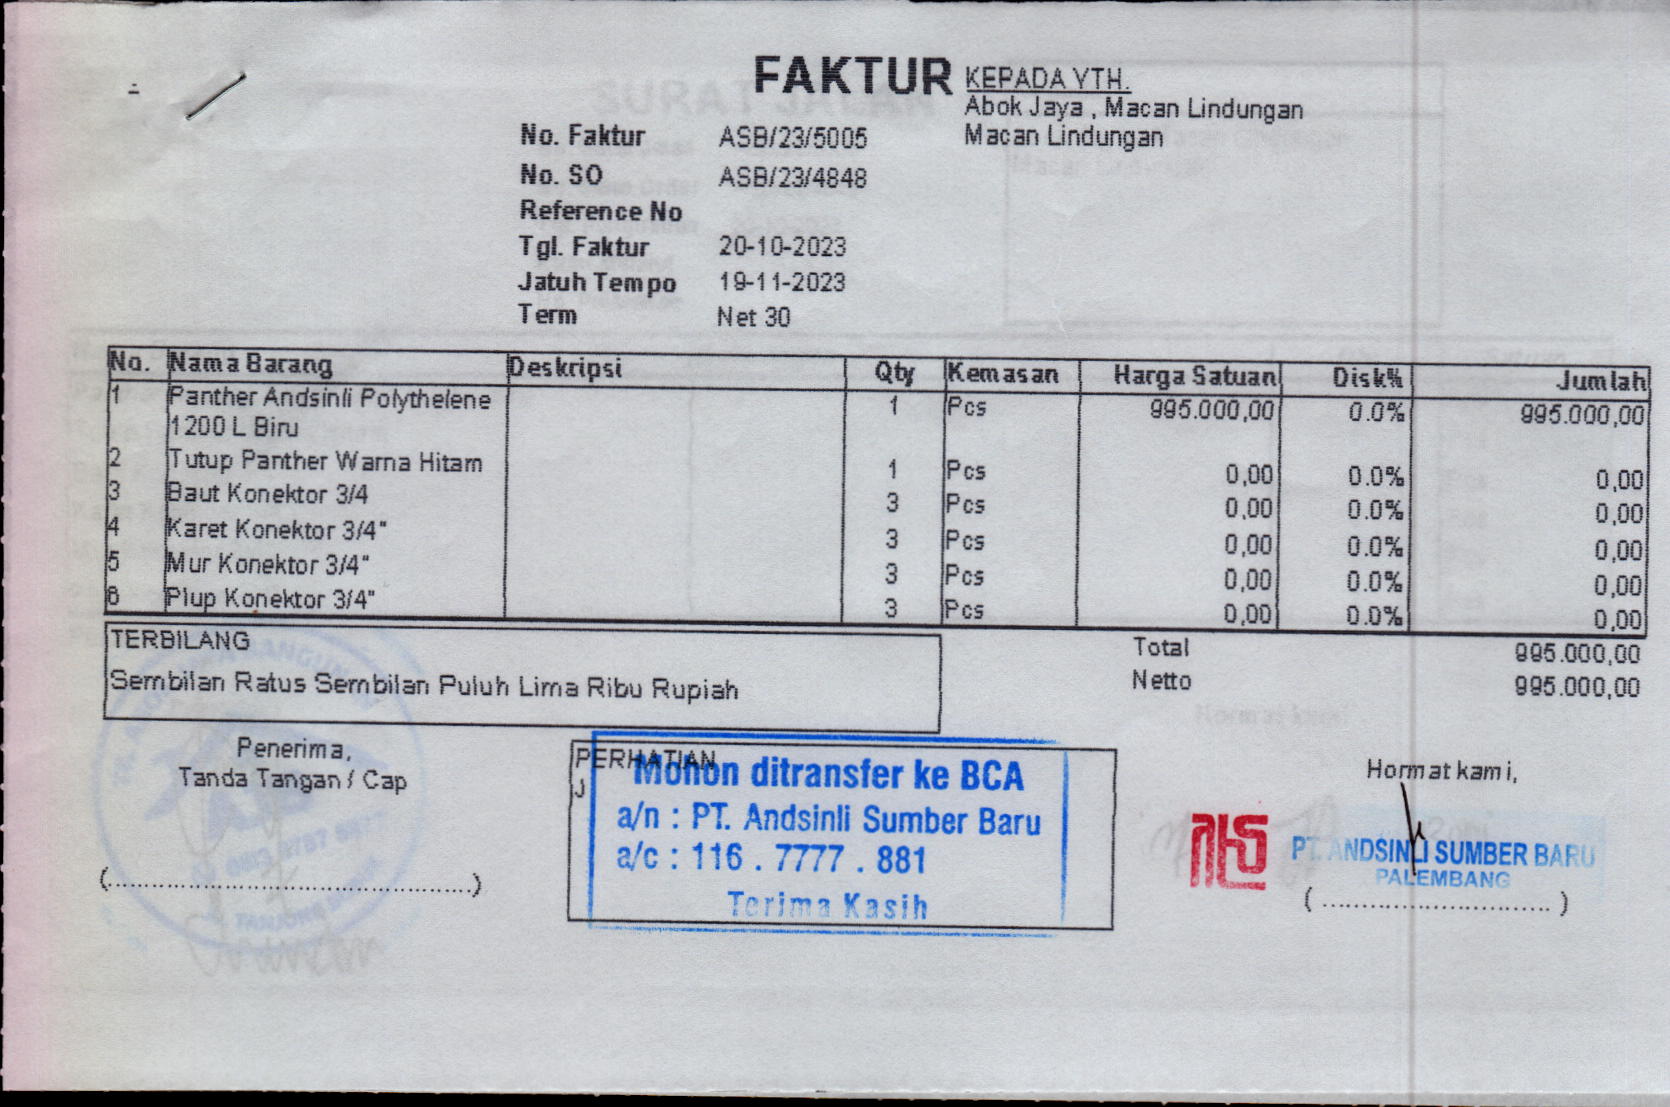 FAKTUR
KEPADA YTH.
Abok Jaya , Macan Lindungan
Macan Lindungan
No. Faktur ASB/23/5005
No. SO ASB/23/4848
Reference No
Tgl. Faktur 20-10-2023
Jatuh Tempo 19-11-2023
Term Net 30
No. Nama Barang Deskripsi Qty Kemasan Harga Satuan Disk% Jumlah
1 Panther Andsinli Polythelene 1 Pcs 995.000,00 0.0% 995.000,00
1200 L Biru
2 Tutup Panther Warna Hitam 1 Pcs 0,00 0.0% 0,00
3 Baut Konektor 3/4 3 Pcs 0,00 0.0% 0,00
4 Karet Konektor 3/4" 3 Pcs 0,00 0.0% 0,00
5 Mur Konektor 3/4" 3 Pcs 0,00 0.0% 0,00
6 Plup Konektor 3/4" 3 Pcs 0,00 0.0% 0,00
TERBILANG
Sembilan Ratus Sembilan Puluh Lima Ribu Rupiah
Total 995.000,00
Netto 995.000,00
Penerima,
Tanda Tangan / Cap
(................................................)
PERHATIAN
J
Mohon ditransfer ke BCA
a/n : PT. Andsinli Sumber Baru
a/c : 116 . 7777 . 881
Terima Kasih
Hormat kami,
PT. ANDSINLI SUMBER BARU
PALEMBANG
(..............................)